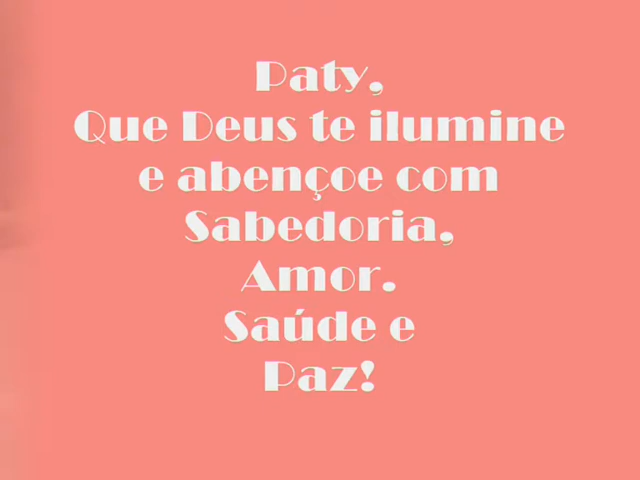 Paty,
Que Deus te ilumine
e abençoe com
Sabedoria,
Amor.
Saúde e
Paz!